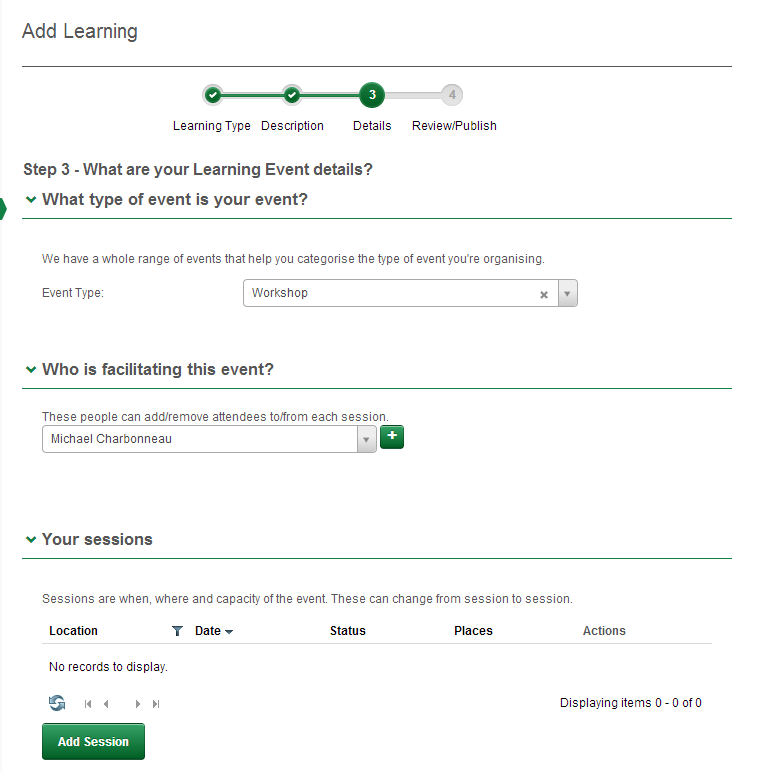 Add Learning
3 4
Learning Type Description Details Review/Publish
Step 3 - What are your Learning Event details?
What type of event is your event?
We have a whole range of events that help you categorise the type of event you're organising.
Event Type: Workshop
Who is facilitating this event?
These people can add/remove attendees to/from each session.
Michael Charbonneau
Your sessions
Sessions are when, where and capacity of the event. These can change from session to session.
Location Date Status Places Actions
No records to display.
Displaying items 0 - 0 of 0
Add Session